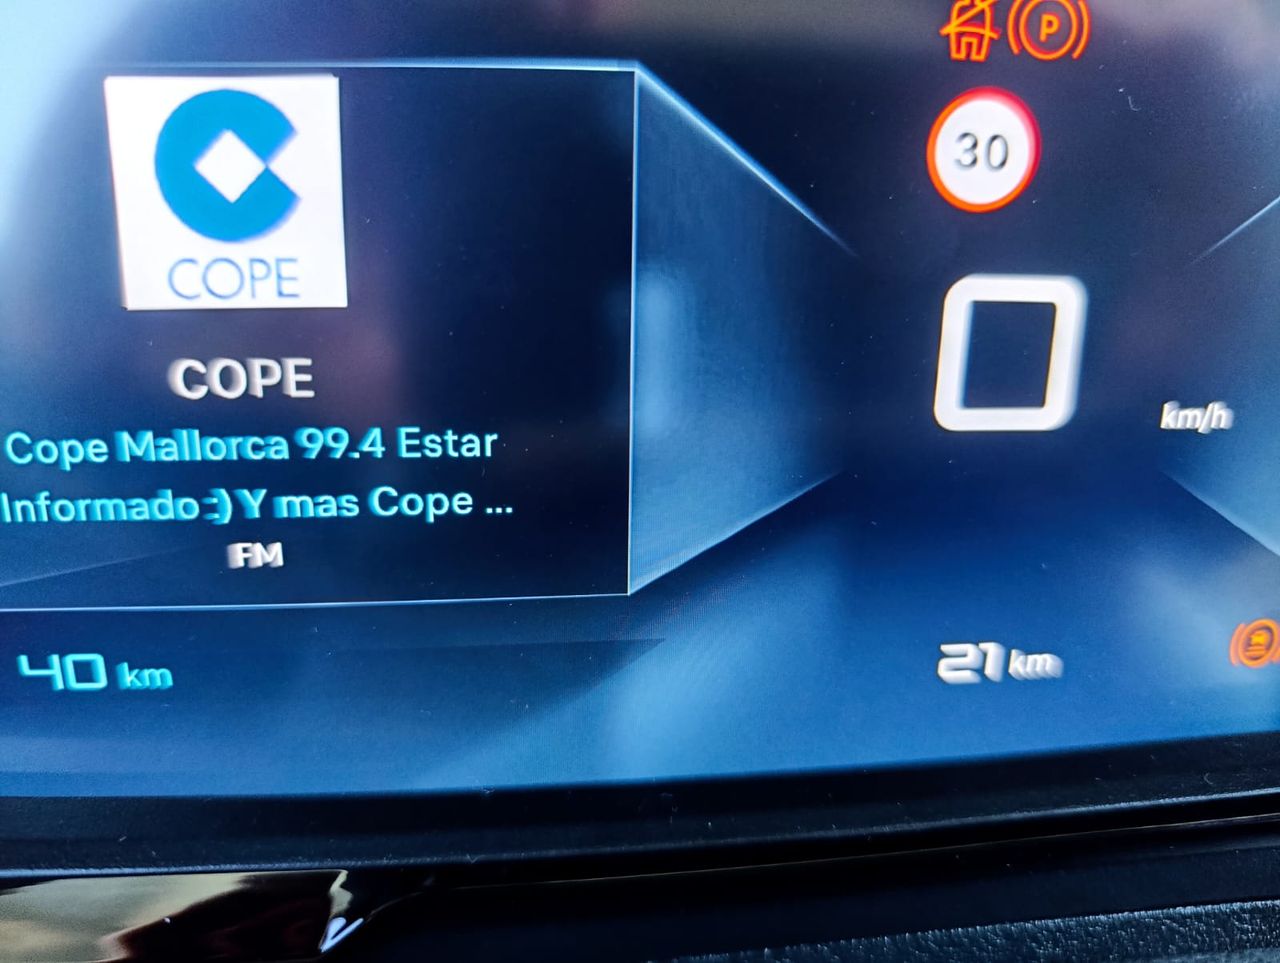 P
30
COPE
0
COPE
km/h
Cope Mallorca 99.4 Estar
Informado :) Y mas Cope ...
FM
40 km
21 km